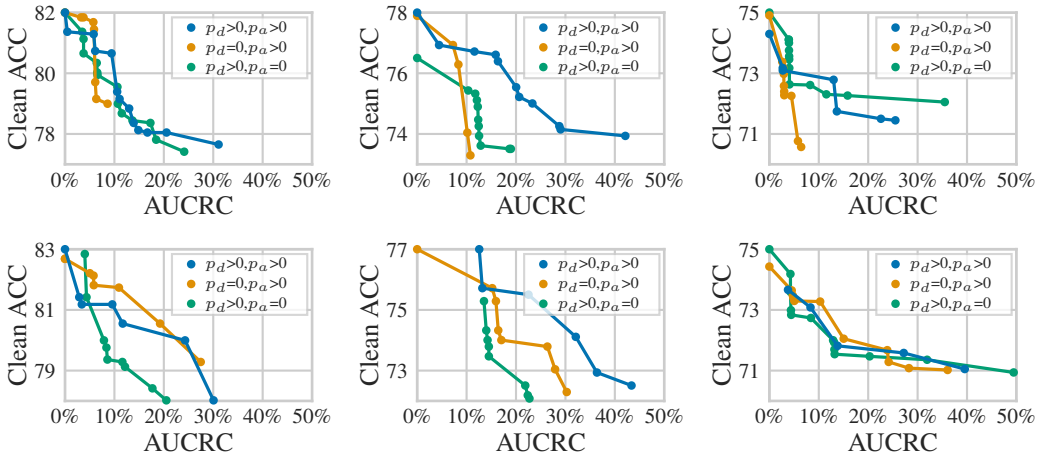 82
80
78
Clean ACC
p_d>0,p_a>0
p_d=0,p_a>0
p_d>0,p_a=0
0% 10% 20% 30% 40% 50%
AUCRC
78
76
74
Clean ACC
p_d>0,p_a>0
p_d=0,p_a>0
p_d>0,p_a=0
0% 10% 20% 30% 40% 50%
AUCRC
75
73
71
Clean ACC
p_d>0,p_a>0
p_d=0,p_a>0
p_d>0,p_a=0
0% 10% 20% 30% 40% 50%
AUCRC
83
81
79
Clean ACC
p_d>0,p_a>0
p_d=0,p_a>0
p_d>0,p_a=0
0% 10% 20% 30% 40% 50%
AUCRC
77
75
73
Clean ACC
p_d>0,p_a>0
p_d=0,p_a>0
p_d>0,p_a=0
0% 10% 20% 30% 40% 50%
AUCRC
75
73
71
Clean ACC
p_d>0,p_a>0
p_d=0,p_a>0
p_d>0,p_a=0
0% 10% 20% 30% 40% 50%
AUCRC